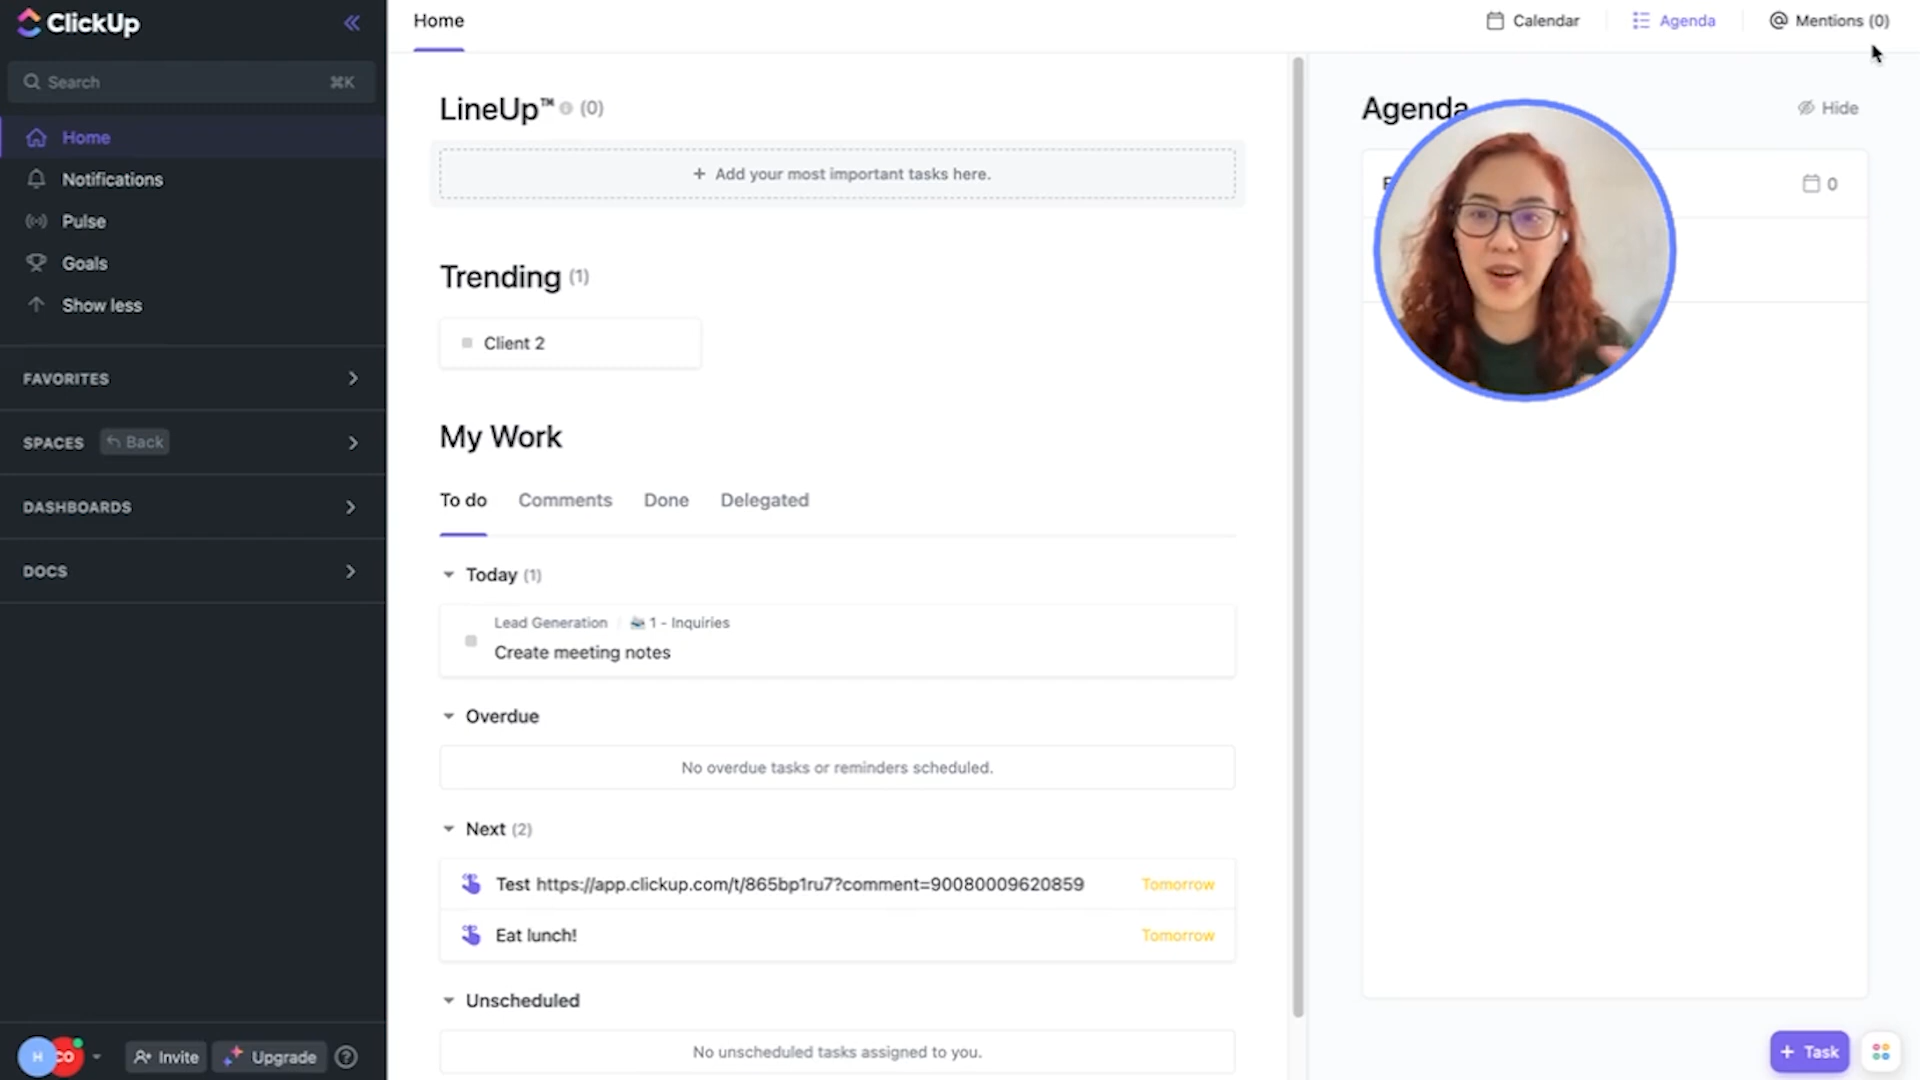 ClickUp
Search ⌘K
Home
Notifications
Pulse
Goals
Show less
FAVORITES
SPACES Back
DASHBOARDS
DOCS
H CO Invite Upgrade ?
Home
Calendar Agenda @ Mentions (0)
LineUp™ (0)
+ Add your most important tasks here.
Trending (1)
Client 2
My Work
To do Comments Done Delegated
Today (1)
Lead Generation / 1 - Inquiries
Create meeting notes
Overdue
No overdue tasks or reminders scheduled.
Next (2)
Test https://app.clickup.com/t/865bp1ru7?comment=90080009620859 Tomorrow
Eat lunch! Tomorrow
Unscheduled
No unscheduled tasks assigned to you.
Agenda Hide
0
+ Task